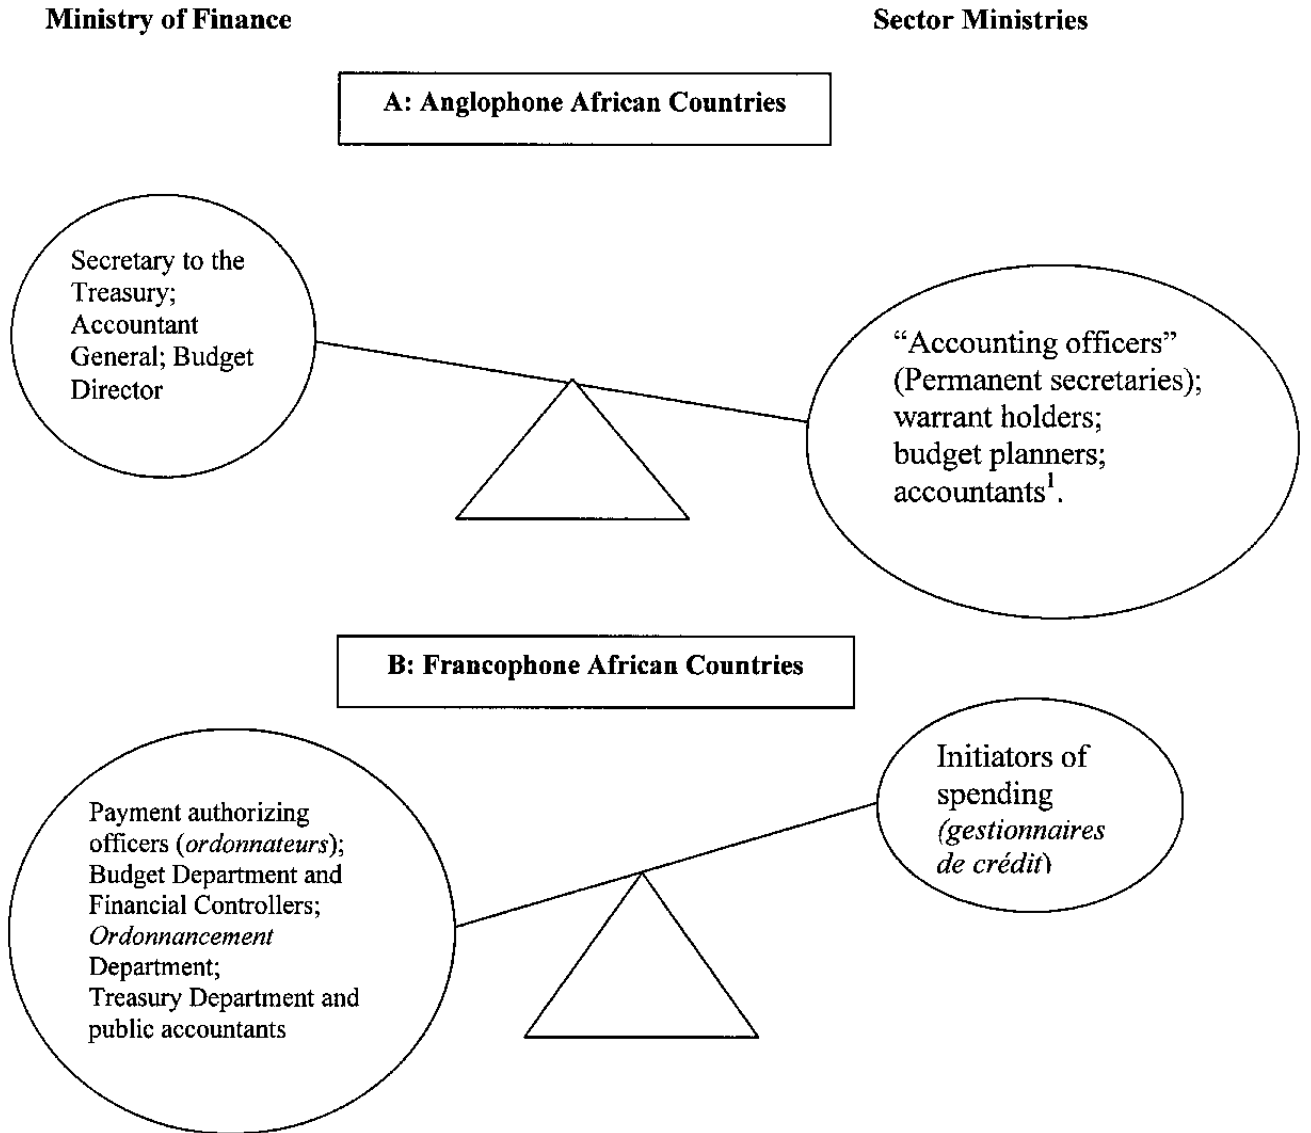 Ministry of Finance
Sector Ministries
A: Anglophone African Countries
Secretary to the
Treasury;
Accountant
General; Budget
Director
“Accounting officers”
(Permanent secretaries);
warrant holders;
budget planners;
accountants¹.
B: Francophone African Countries
Payment authorizing
officers (ordonnateurs);
Budget Department and
Financial Controllers;
Ordonnancement
Department;
Treasury Department and
public accountants
Initiators of
spending
(gestionnaires
de crédit)